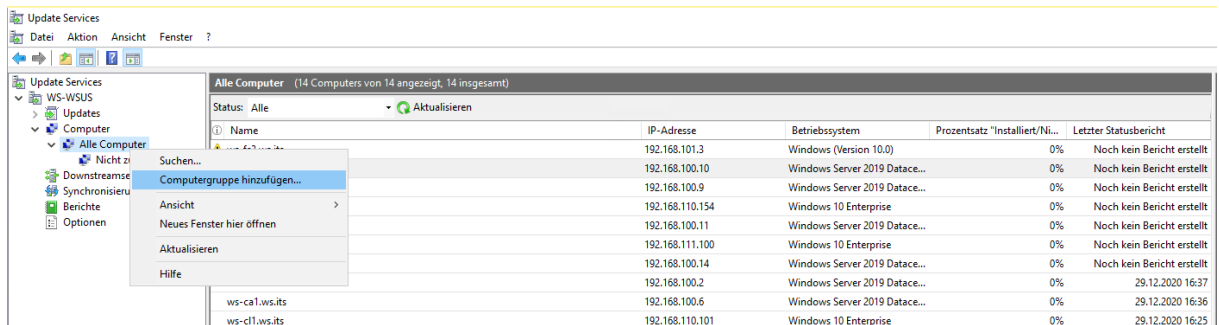 Update Services
Datei Aktion Ansicht Fenster ?
Update Services
WS-WSUS
Updates
Computer
Alle Computer
Nicht
Synchronisieru
Berichte
Optionen
Suchen...
Computergruppe hinzufügen...
Ansicht
Neues Fenster hier öffnen
Aktualisieren
Hilfe
Alle Computer (14 Computers von 14 angezeigt, 14 insgesamt)
Status: Alle Aktualisieren
Name IP-Adresse Betriebssystem Prozentsatz "Installiert/Ni... Letzter Statusbericht
192.168.101.3 Windows (Version 10.0) 0% Noch kein Bericht erstellt
192.168.100.10 Windows Server 2019 Datace... 0% Noch kein Bericht erstellt
192.168.100.9 Windows Server 2019 Datace... 0% Noch kein Bericht erstellt
192.168.110.154 Windows 10 Enterprise 0% Noch kein Bericht erstellt
192.168.100.11 Windows Server 2019 Datace... 0% Noch kein Bericht erstellt
192.168.111.100 Windows 10 Enterprise 0% Noch kein Bericht erstellt
192.168.100.14 Windows Server 2019 Datace... 0% Noch kein Bericht erstellt
192.168.100.2 Windows Server 2019 Datace... 0% 29.12.2020 16:37
ws-ca1.ws.its 192.168.100.6 Windows Server 2019 Datace... 0% 29.12.2020 16:36
ws-cl1.ws.its 192.168.110.101 Windows 10 Enterprise 0% 29.12.2020 16:25